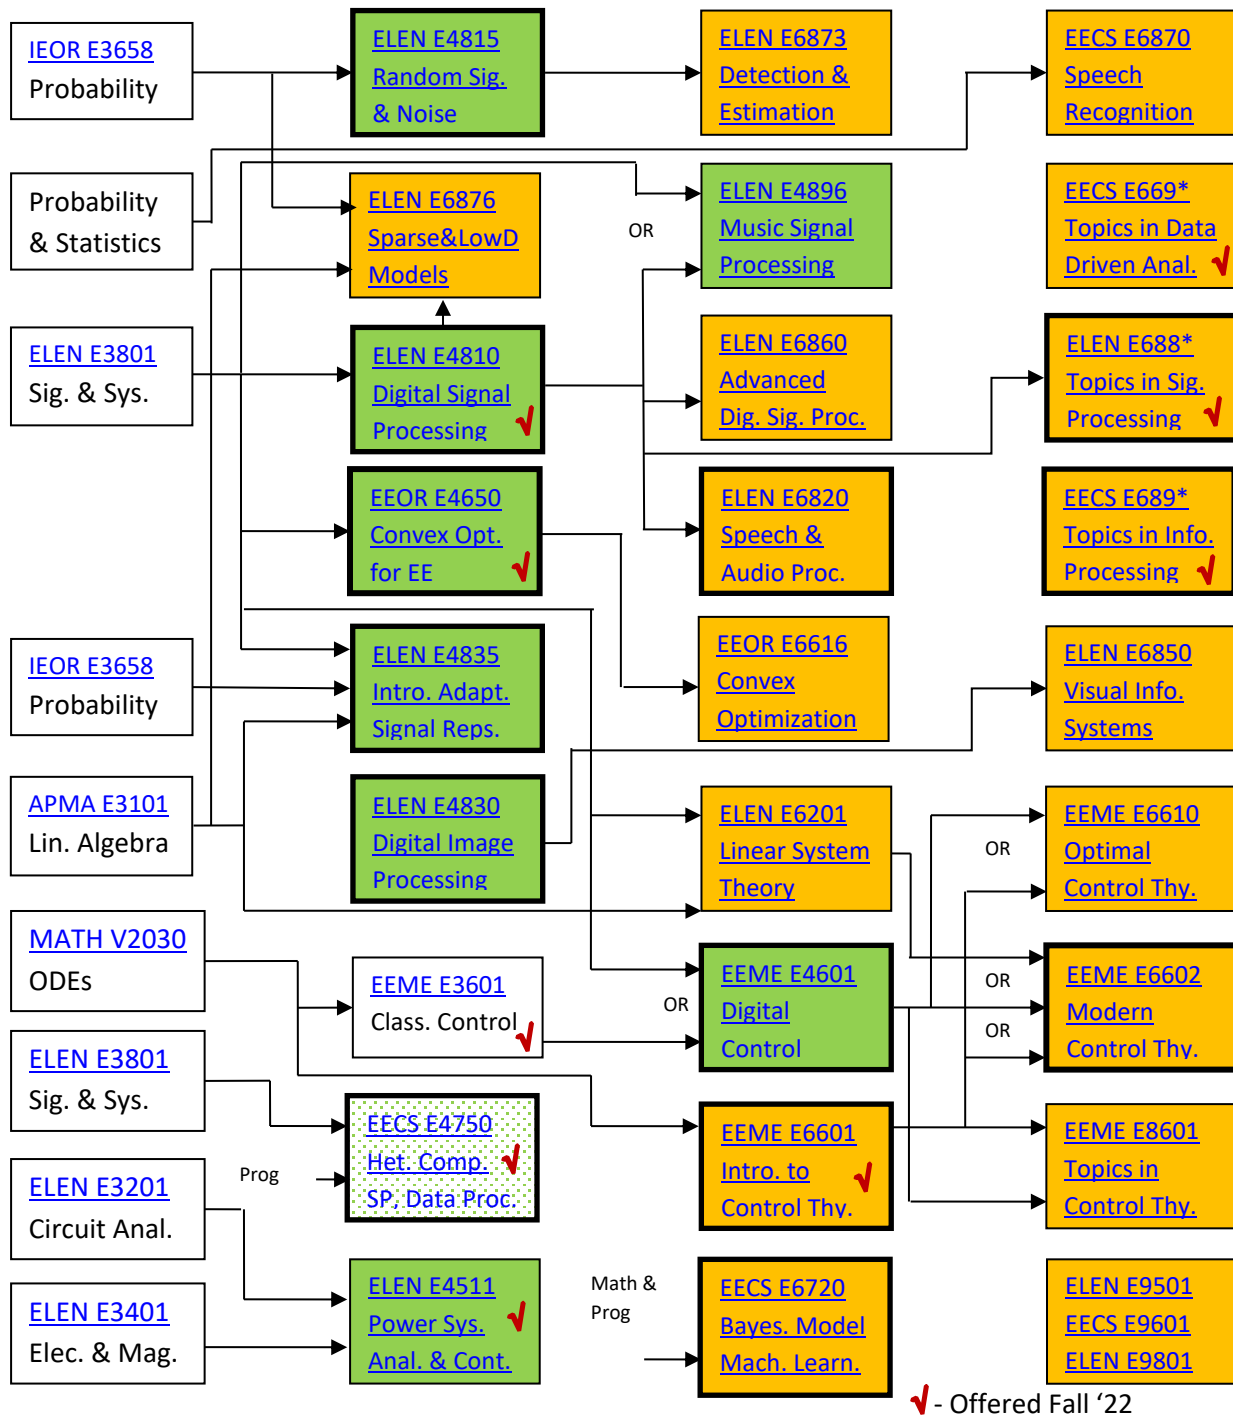 IEOR E3658
Probability
ELEN E4815
Random Sig.
& Noise
ELEN E6873
Detection &
Estimation
EECS E6870
Speech
Recognition
Probability
& Statistics
ELEN E6876
Sparse&LowD
Models
OR
ELEN E4896
Music Signal
Processing
EECS E669*
Topics in Data
Driven Anal. √
ELEN E3801
Sig. & Sys.
ELEN E4810
Digital Signal
Processing √
ELEN E6860
Advanced
Dig. Sig. Proc.
ELEN E688*
Topics in Sig.
Processing √
EEOR E4650
Convex Opt.
for EE √
ELEN E6820
Speech &
Audio Proc.
EECS E689*
Topics in Info.
Processing √
IEOR E3658
Probability
ELEN E4835
Intro. Adapt.
Signal Reps.
EEOR E6616
Convex
Optimization
ELEN E6850
Visual Info.
Systems
APMA E3101
Lin. Algebra
ELEN E4830
Digital Image
Processing
ELEN E6201
Linear System
Theory
OR
EEME E6610
Optimal
Control Thy.
MATH V2030
ODEs
EEME E3601
Class. Control √
OR
EEME E4601
Digital
Control
OR
OR
EEME E6602
Modern
Control Thy.
ELEN E3801
Sig. & Sys.
Prog
EECS E4750
Het. Comp. √
SP, Data Proc.
EEME E6601
Intro. to √
Control Thy.
EEME E8601
Topics in
Control Thy.
ELEN E3201
Circuit Anal.
ELEN E3401
Elec. & Mag.
ELEN E4511
Power Sys. √
Anal. & Cont.
Math &
Prog
EECS E6720
Bayes. Model
Mach. Learn.
ELEN E9501
EECS E9601
ELEN E9801
√ - Offered Fall ‘22